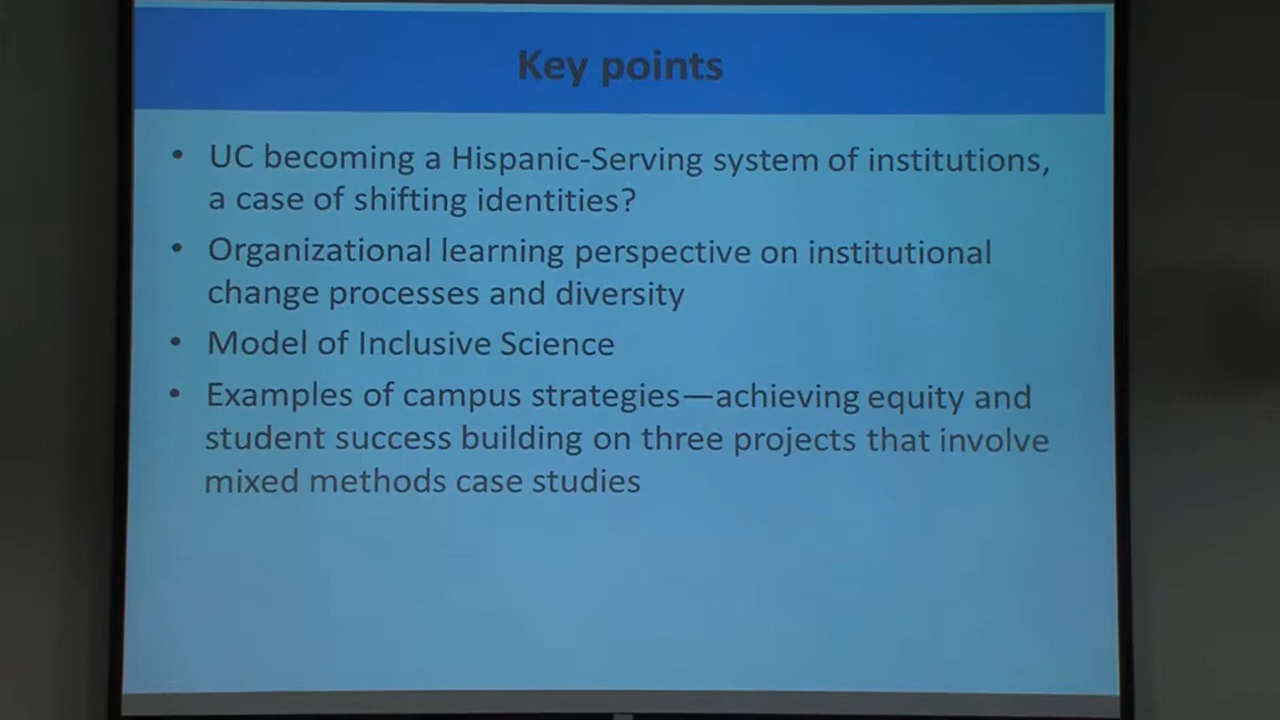 Key points
• UC becoming a Hispanic-Serving system of institutions,
a case of shifting identities?
• Organizational learning perspective on institutional
change processes and diversity
• Model of Inclusive Science
• Examples of campus strategies—achieving equity and
student success building on three projects that involve
mixed methods case studies